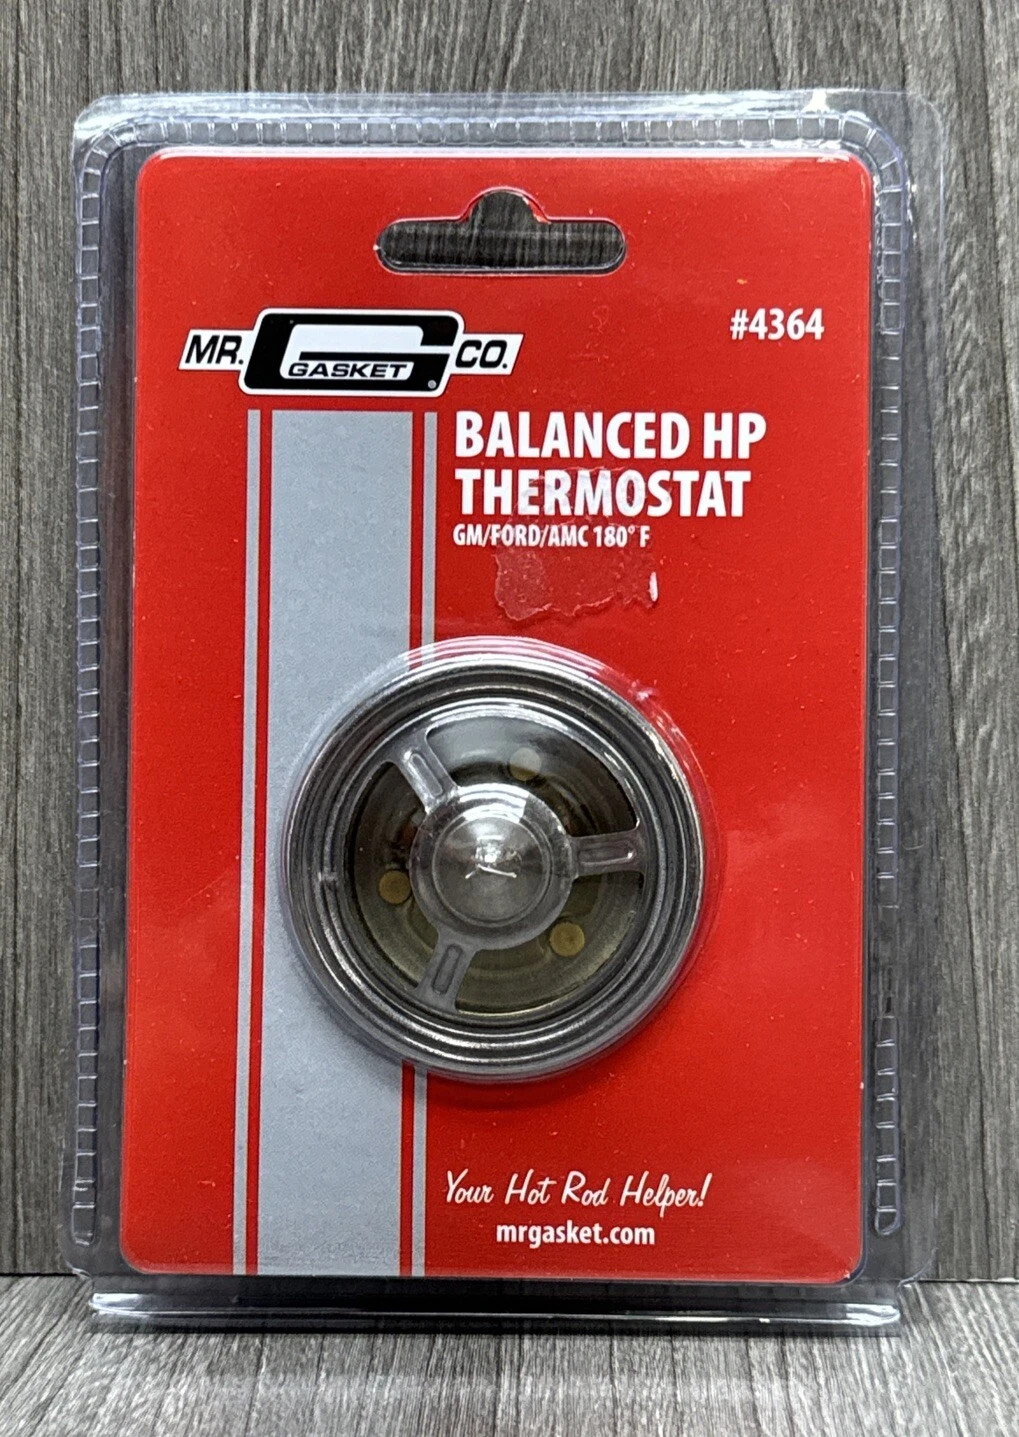 #4364
MR. GASKET CO.
®
BALANCED HP
THERMOSTAT
GM/FORD/AMC 180° F
Your Hot Rod Helper!
mrgasket.com